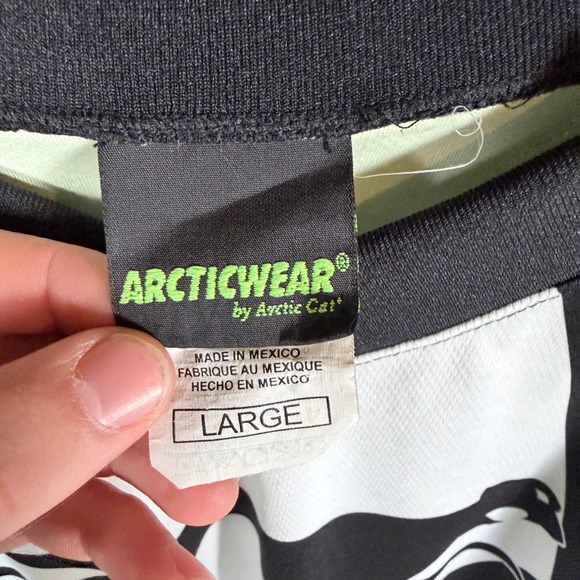 ARCTICWEAR®
by Arctic Cat
MADE IN MEXICO
FABRIQUE AU MEXIQUE
HECHO EN MEXICO
LARGE